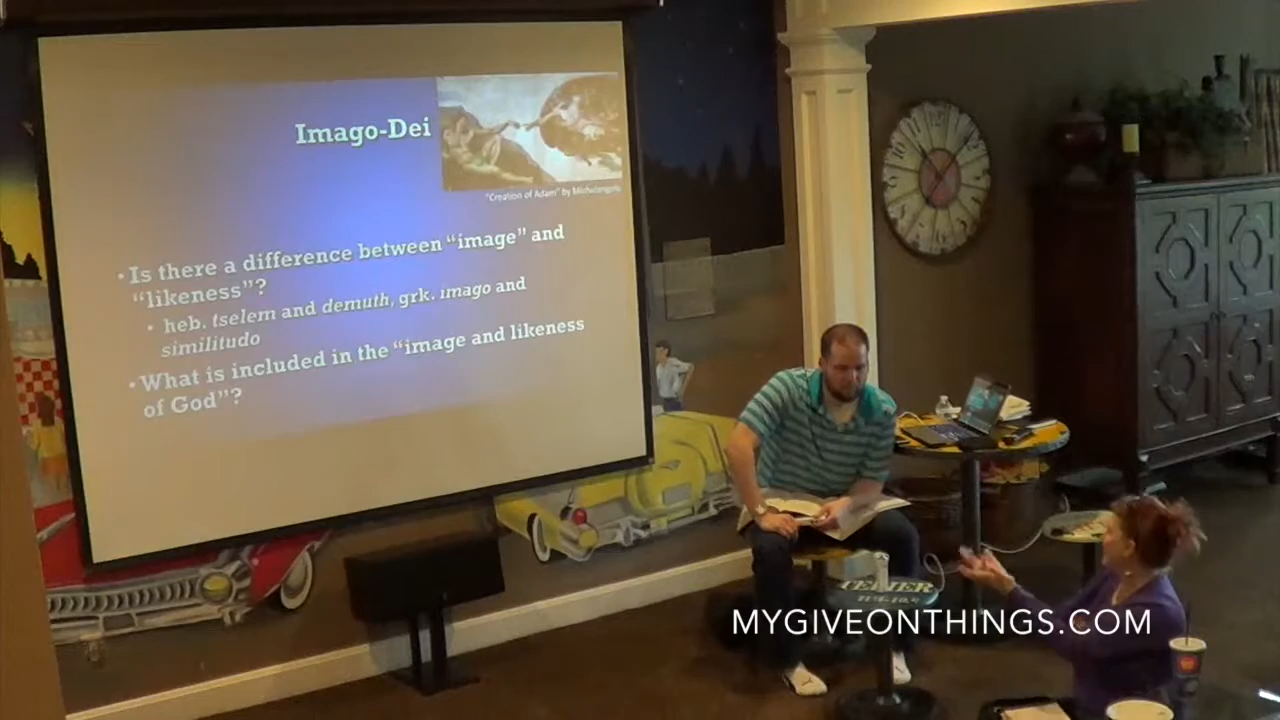 Imago-Dei
"Creation of Adam" by Michelangelo
• Is there a difference between "image" and
"likeness"?
• heb. tselem and demuth, grk. imago and
similitudo
• What is included in the "image and likeness
of God"?
MYGIVEONTHINGS.COM